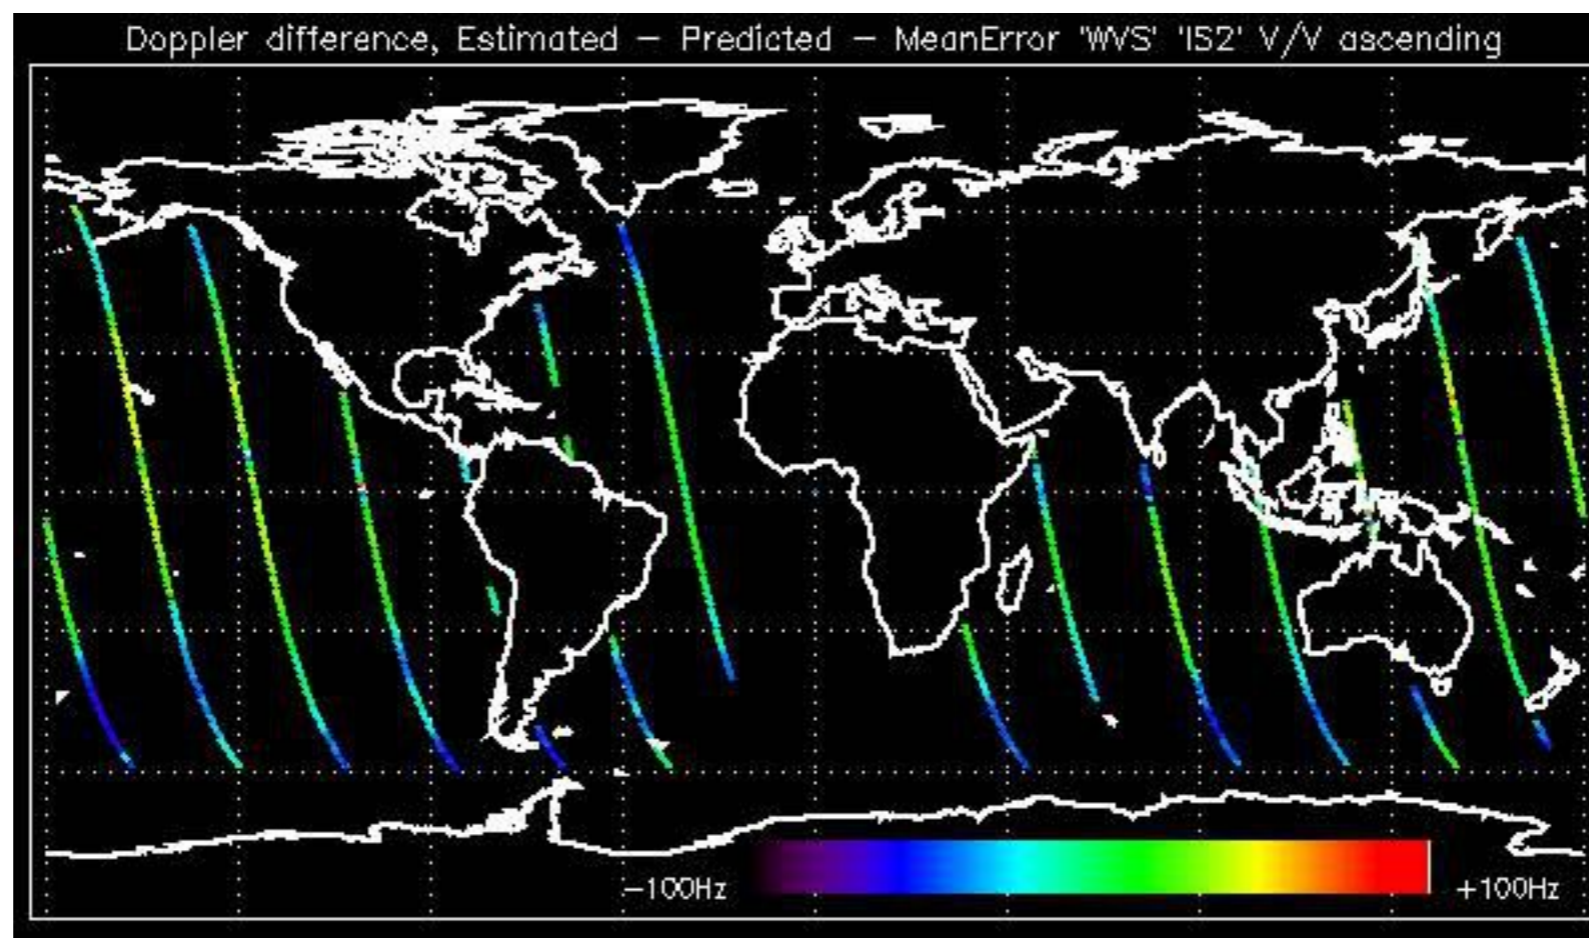 Doppler difference, Estimated − Predicted − MeanError 'WVS' 'IS2' V/V ascending
−100Hz +100Hz